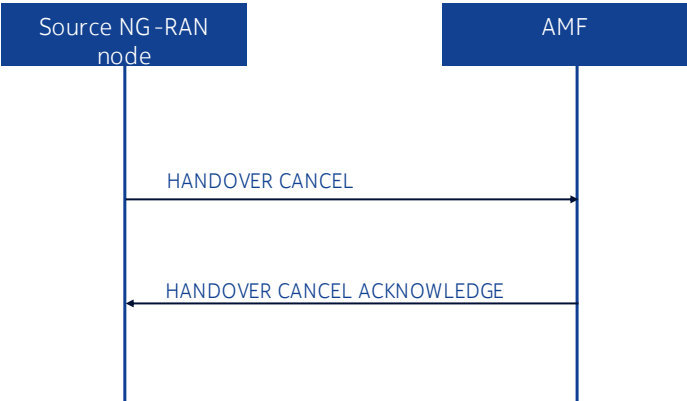 Source NG-RAN
node
AMF
HANDOVER CANCEL
HANDOVER CANCEL ACKNOWLEDGE